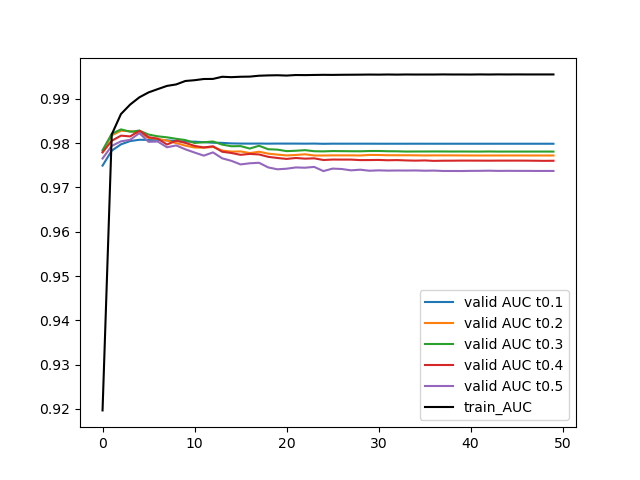 0.99
0.98
0.97
0.96
0.95
0.94
0.93
0.92
0 10 20 30 40 50
valid AUC t0.1
valid AUC t0.2
valid AUC t0.3
valid AUC t0.4
valid AUC t0.5
train_AUC